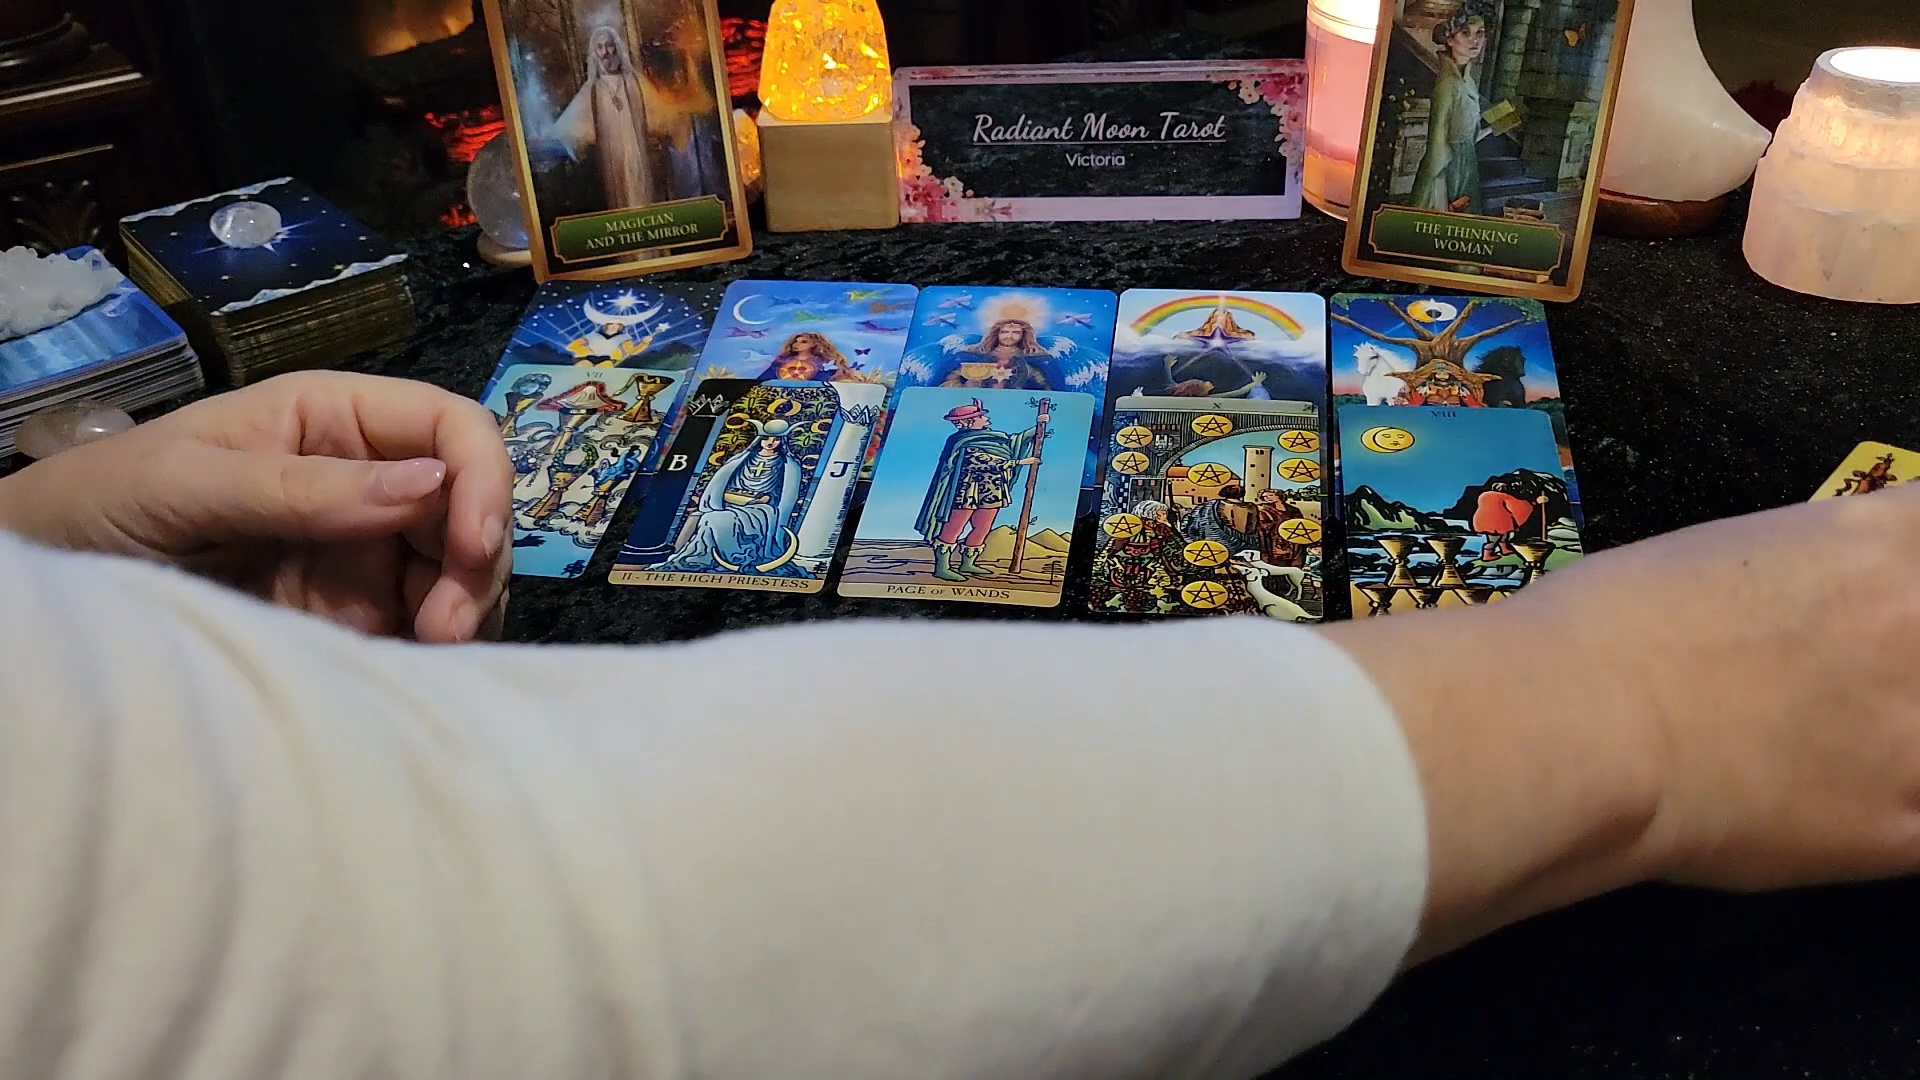 Radiant Moon Tarot
Victoria
MAGICIAN
AND THE MIRROR
THE THINKING
WOMAN
VII
B
J
II - THE HIGH PRIESTESS
PAGE OF WANDS
X
VIII